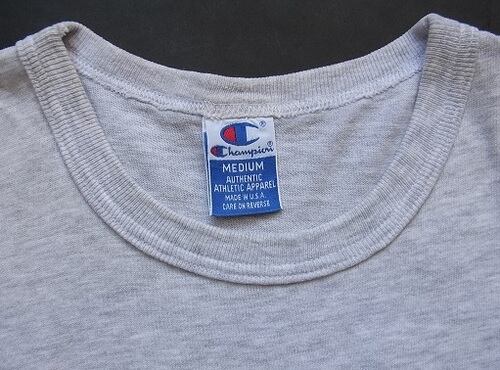 ®
Champion®
MEDIUM
AUTHENTIC
ATHLETIC APPAREL
MADE IN U.S.A.
CARE ON REVERSE